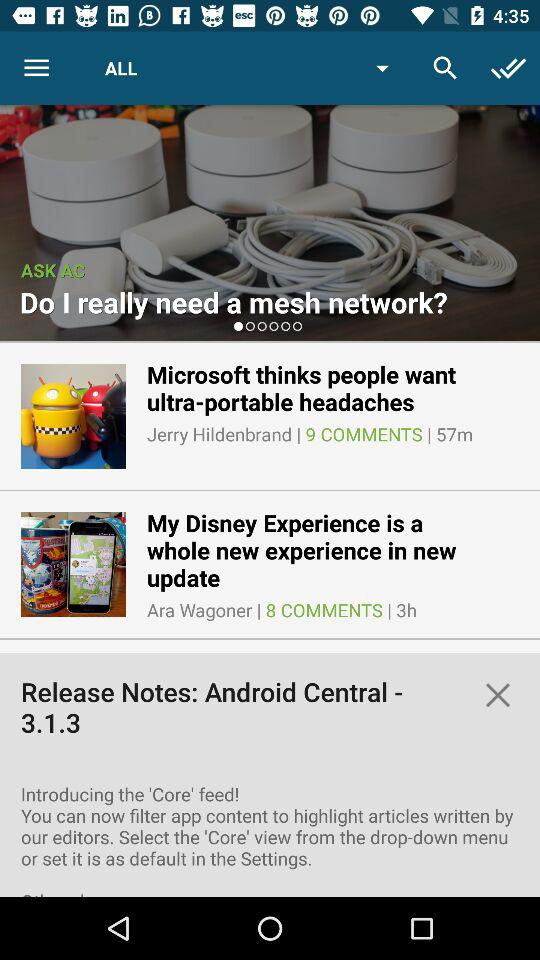 esc
4:35
ALL
ASK AC
Do I really need a mesh network?
Microsoft thinks people want
ultra-portable headaches
Jerry Hildenbrand | 9 COMMENTS | 57m
My Disney Experience is a
whole new experience in new
update
Ara Wagoner | 8 COMMENTS | 3h
Release Notes: Android Central -
3.1.3
Introducing the 'Core' feed!
You can now filter app content to highlight articles written by
our editors. Select the 'Core' view from the drop-down menu
or set it is as default in the Settings.